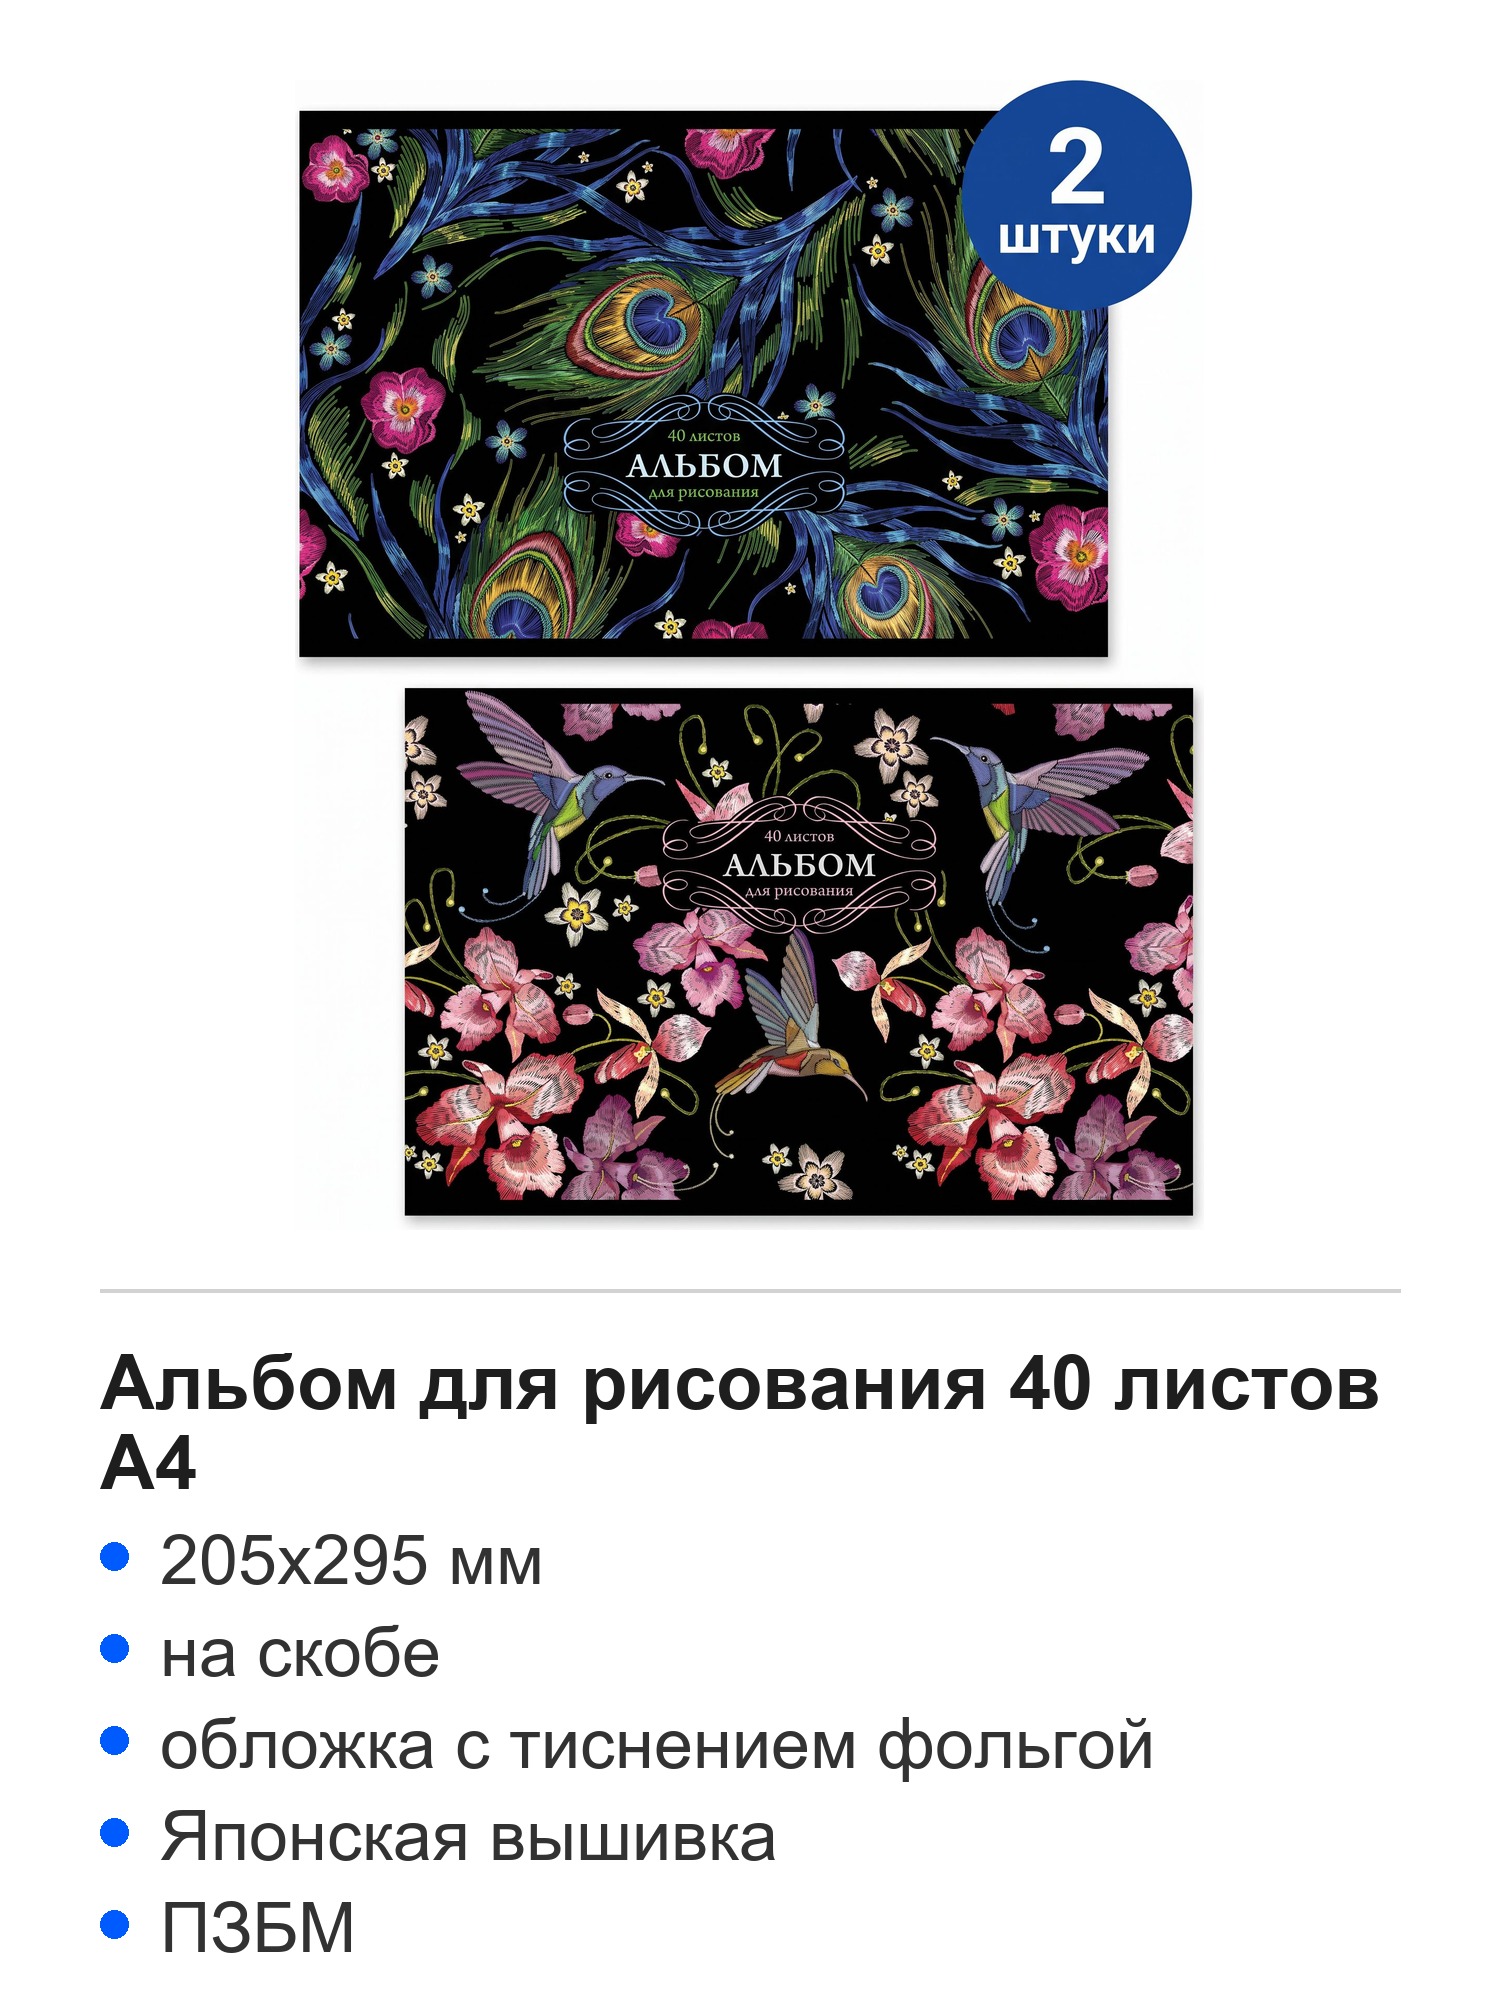 2
штуки
40 листов
АЛЬБОМ
для рисования
40 листов
АЛЬБОМ
для рисования
Альбом для рисования 40 листов
А4
205х295 мм
на скобе
обложка с тиснением фольгой
Японская вышивка
ПЗБМ